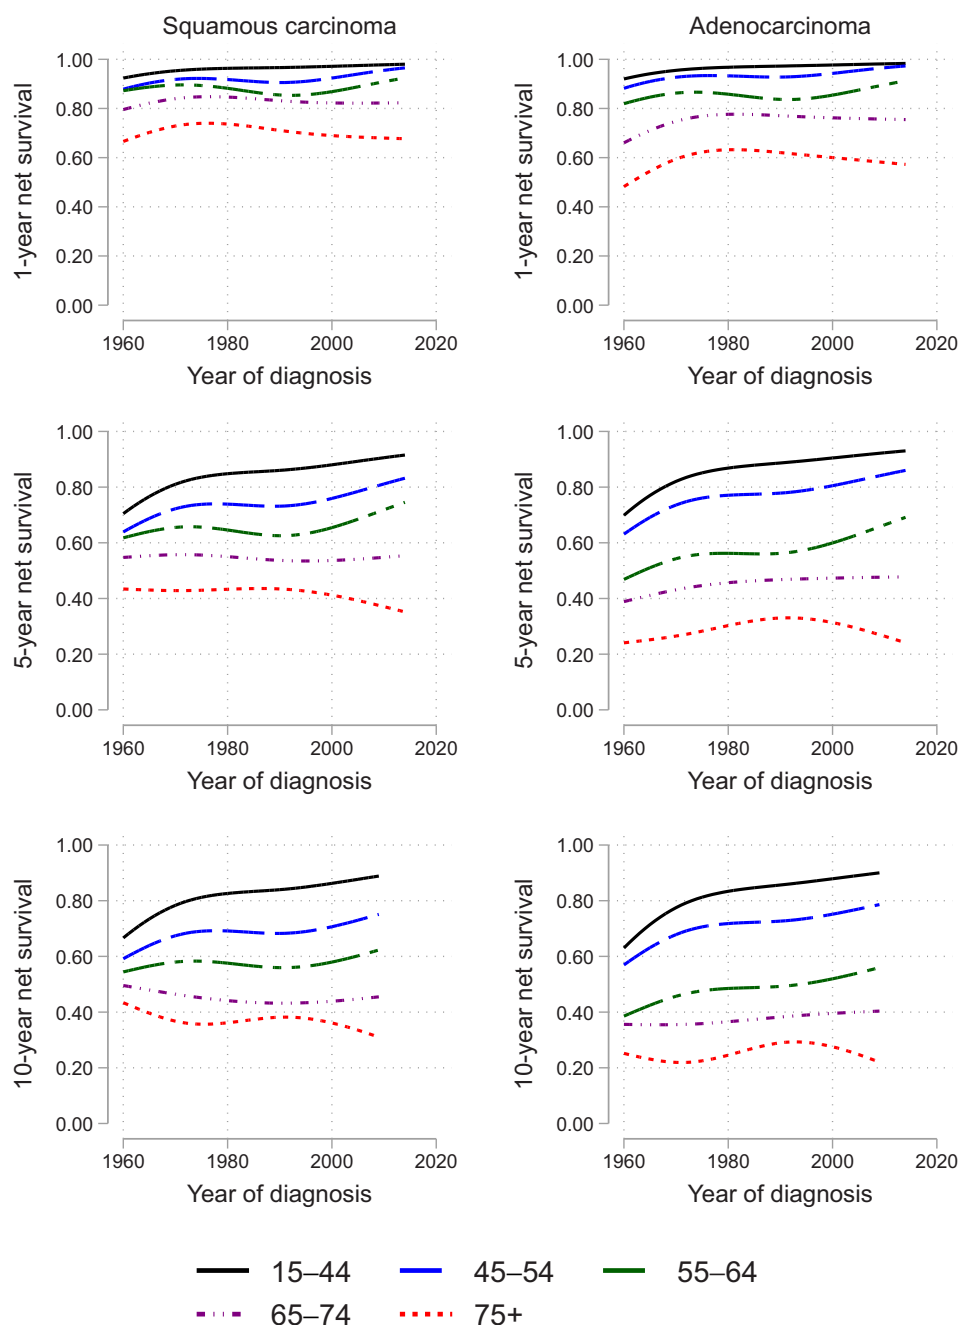 Squamous carcinoma
Adenocarcinoma
1-year net survival
1.00
0.80
0.60
0.40
0.20
0.00
1960 1980 2000 2020
Year of diagnosis
1-year net survival
1.00
0.80
0.60
0.40
0.20
0.00
1960 1980 2000 2020
Year of diagnosis
5-year net survival
1.00
0.80
0.60
0.40
0.20
0.00
1960 1980 2000 2020
Year of diagnosis
5-year net survival
1.00
0.80
0.60
0.40
0.20
0.00
1960 1980 2000 2020
Year of diagnosis
10-year net survival
1.00
0.80
0.60
0.40
0.20
0.00
1960 1980 2000 2020
Year of diagnosis
10-year net survival
1.00
0.80
0.60
0.40
0.20
0.00
1960 1980 2000 2020
Year of diagnosis
15–44 45–54 55–64
65–74 75+